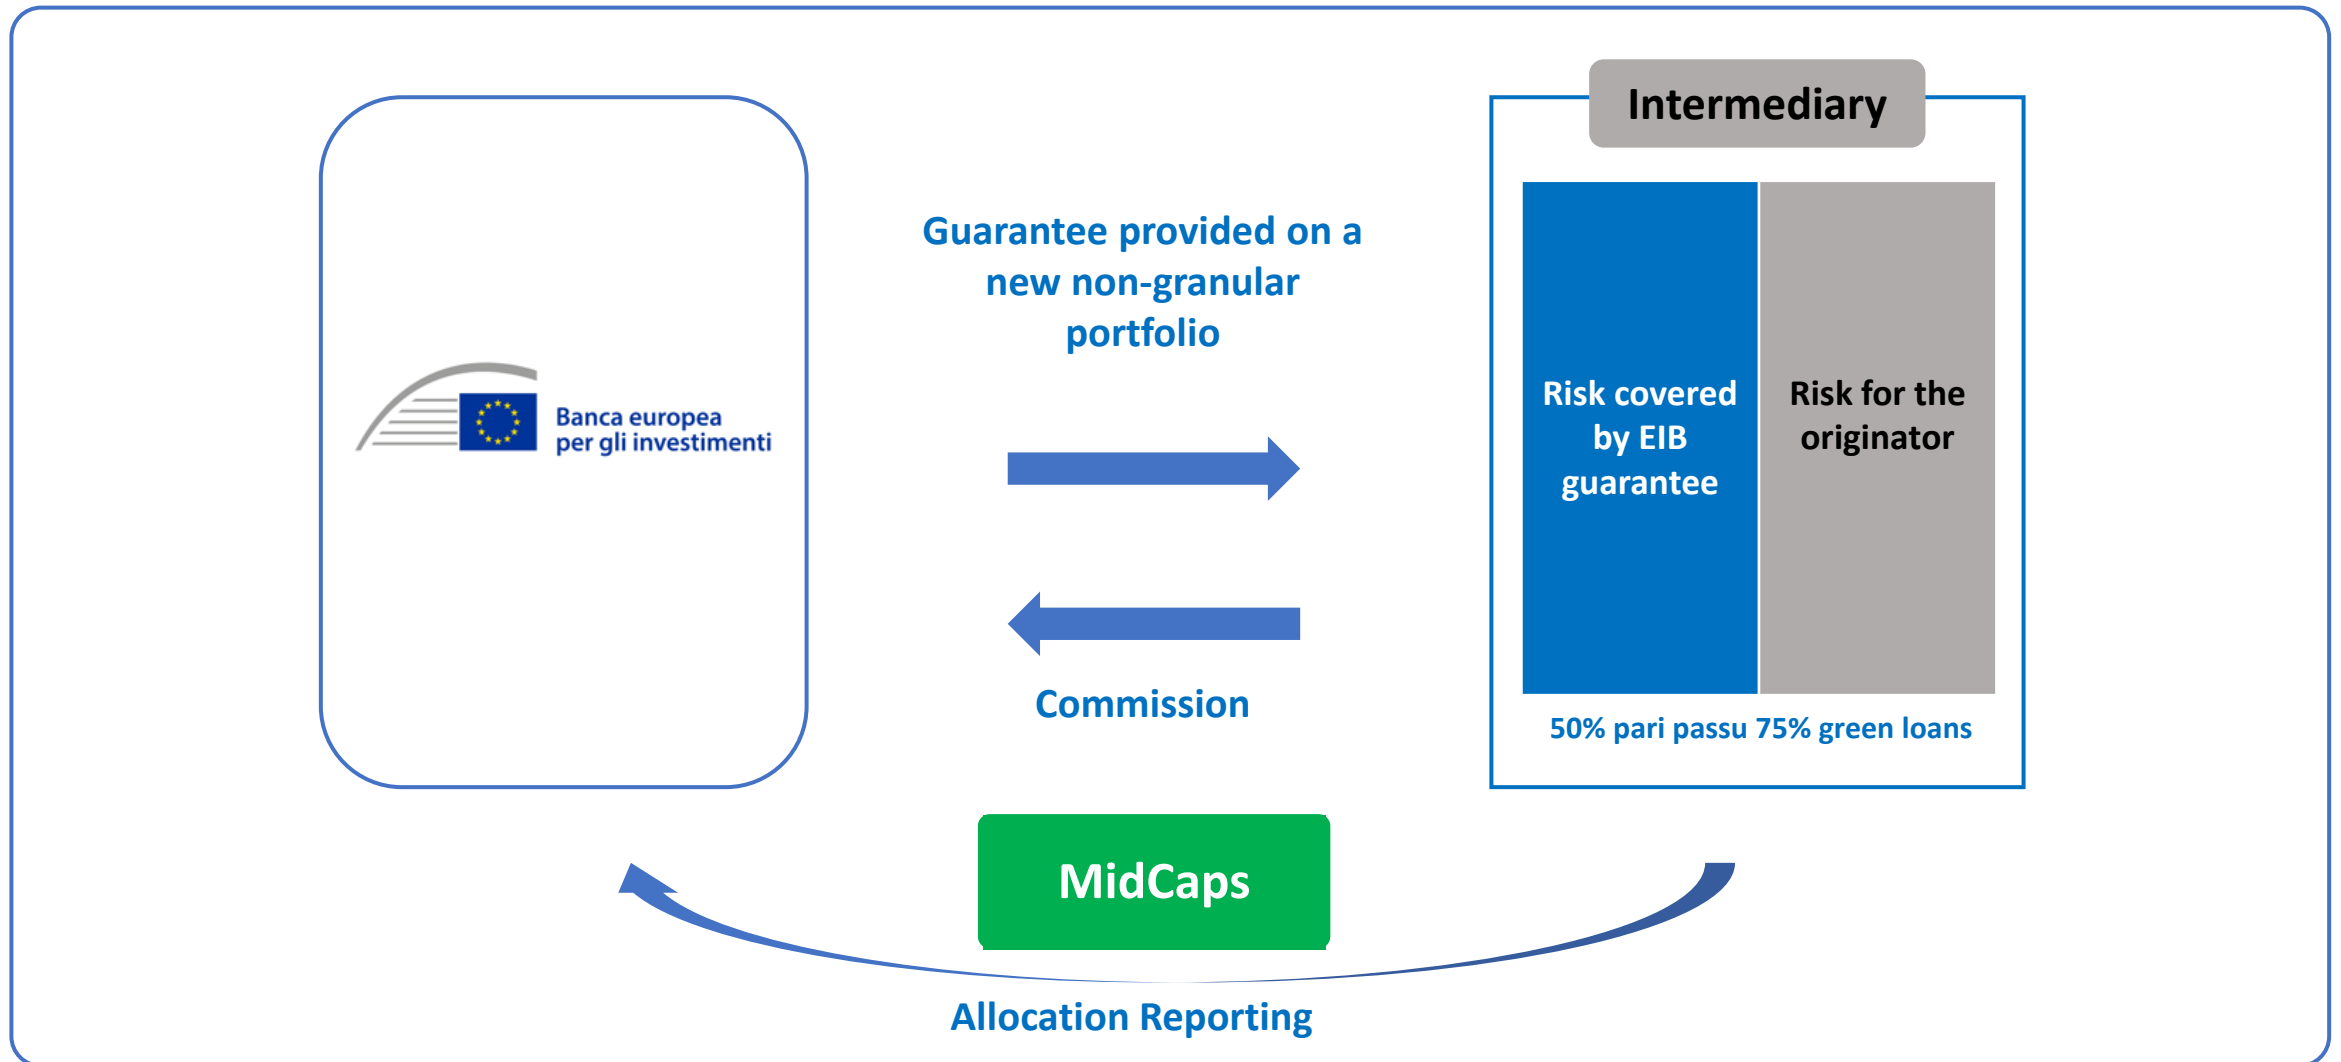 Banca europea
per gli investimenti
Guarantee provided on a
new non-granular
portfolio
Commission
Intermediary
Risk covered
by EIB
guarantee
Risk for the
originator
50% pari passu 75% green loans
MidCaps
Allocation Reporting